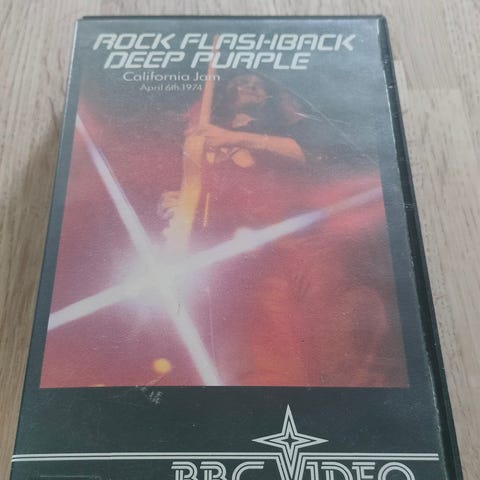 ROCK FLASHBACK
DEEP PURPLE
California Jam
April 6th 1974
BBC VIDEO